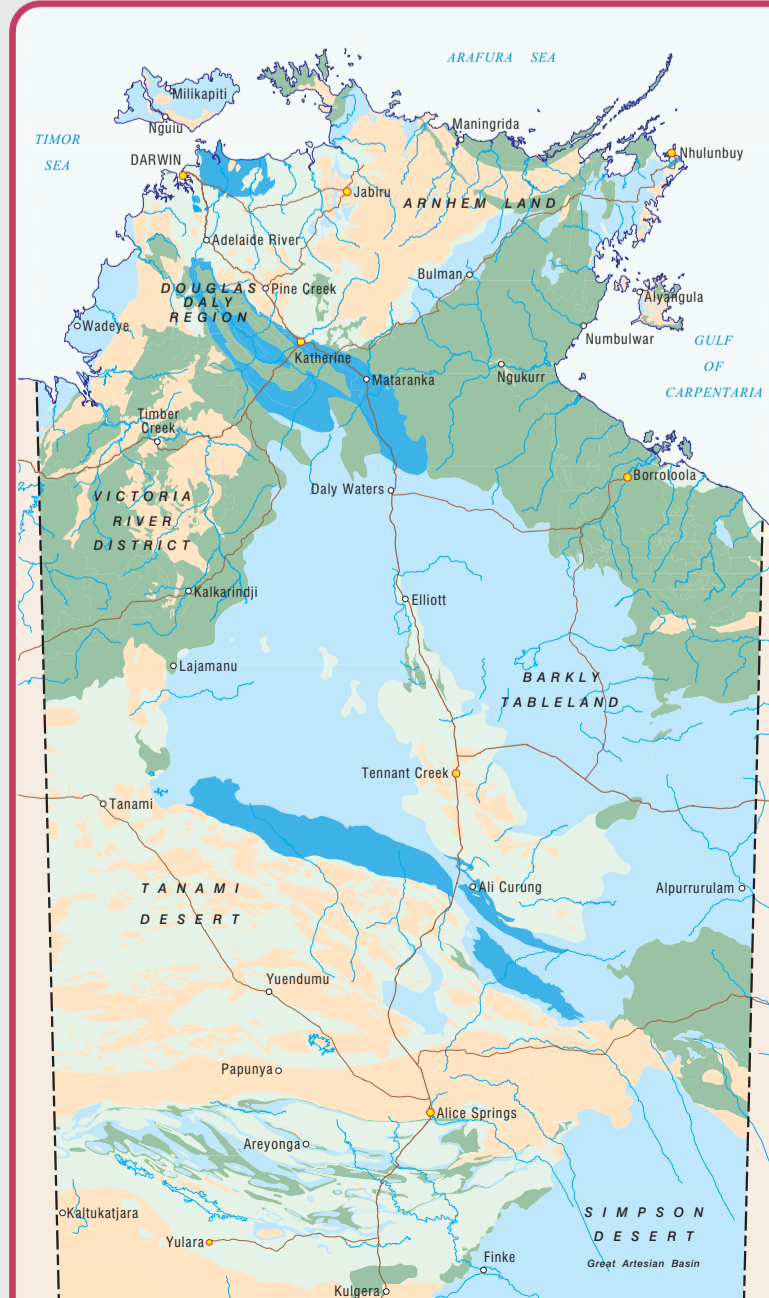 ARAFURA SEA
Milikapiti
Nguiu
Maningrida
TIMOR
SEA
DARWIN
Nhulunbuy
Jabiru
ARNHEM LAND
Adelaide River
Bulman
DOUGLAS
DALY
REGION
Pine Creek
Alyangula
Wadeye
Numbulwar
GULF
OF
CARPENTARIA
Katherine
Mataranka
Ngukurr
Timber
Creek
Borroloola
Daly Waters
VICTORIA
RIVER
DISTRICT
Kalkarindji
Elliott
Lajamanu
BARKLY
TABLELAND
Tennant Creek
Tanami
TANAMI
DESERT
Ali Curung
Alpurrurulam
Yuendumu
Papunya
Alice Springs
Areyonga
Kaltukatjara
SIMPSON
DESERT
Great Artesian Basin
Yulara
Finke
Kulgera